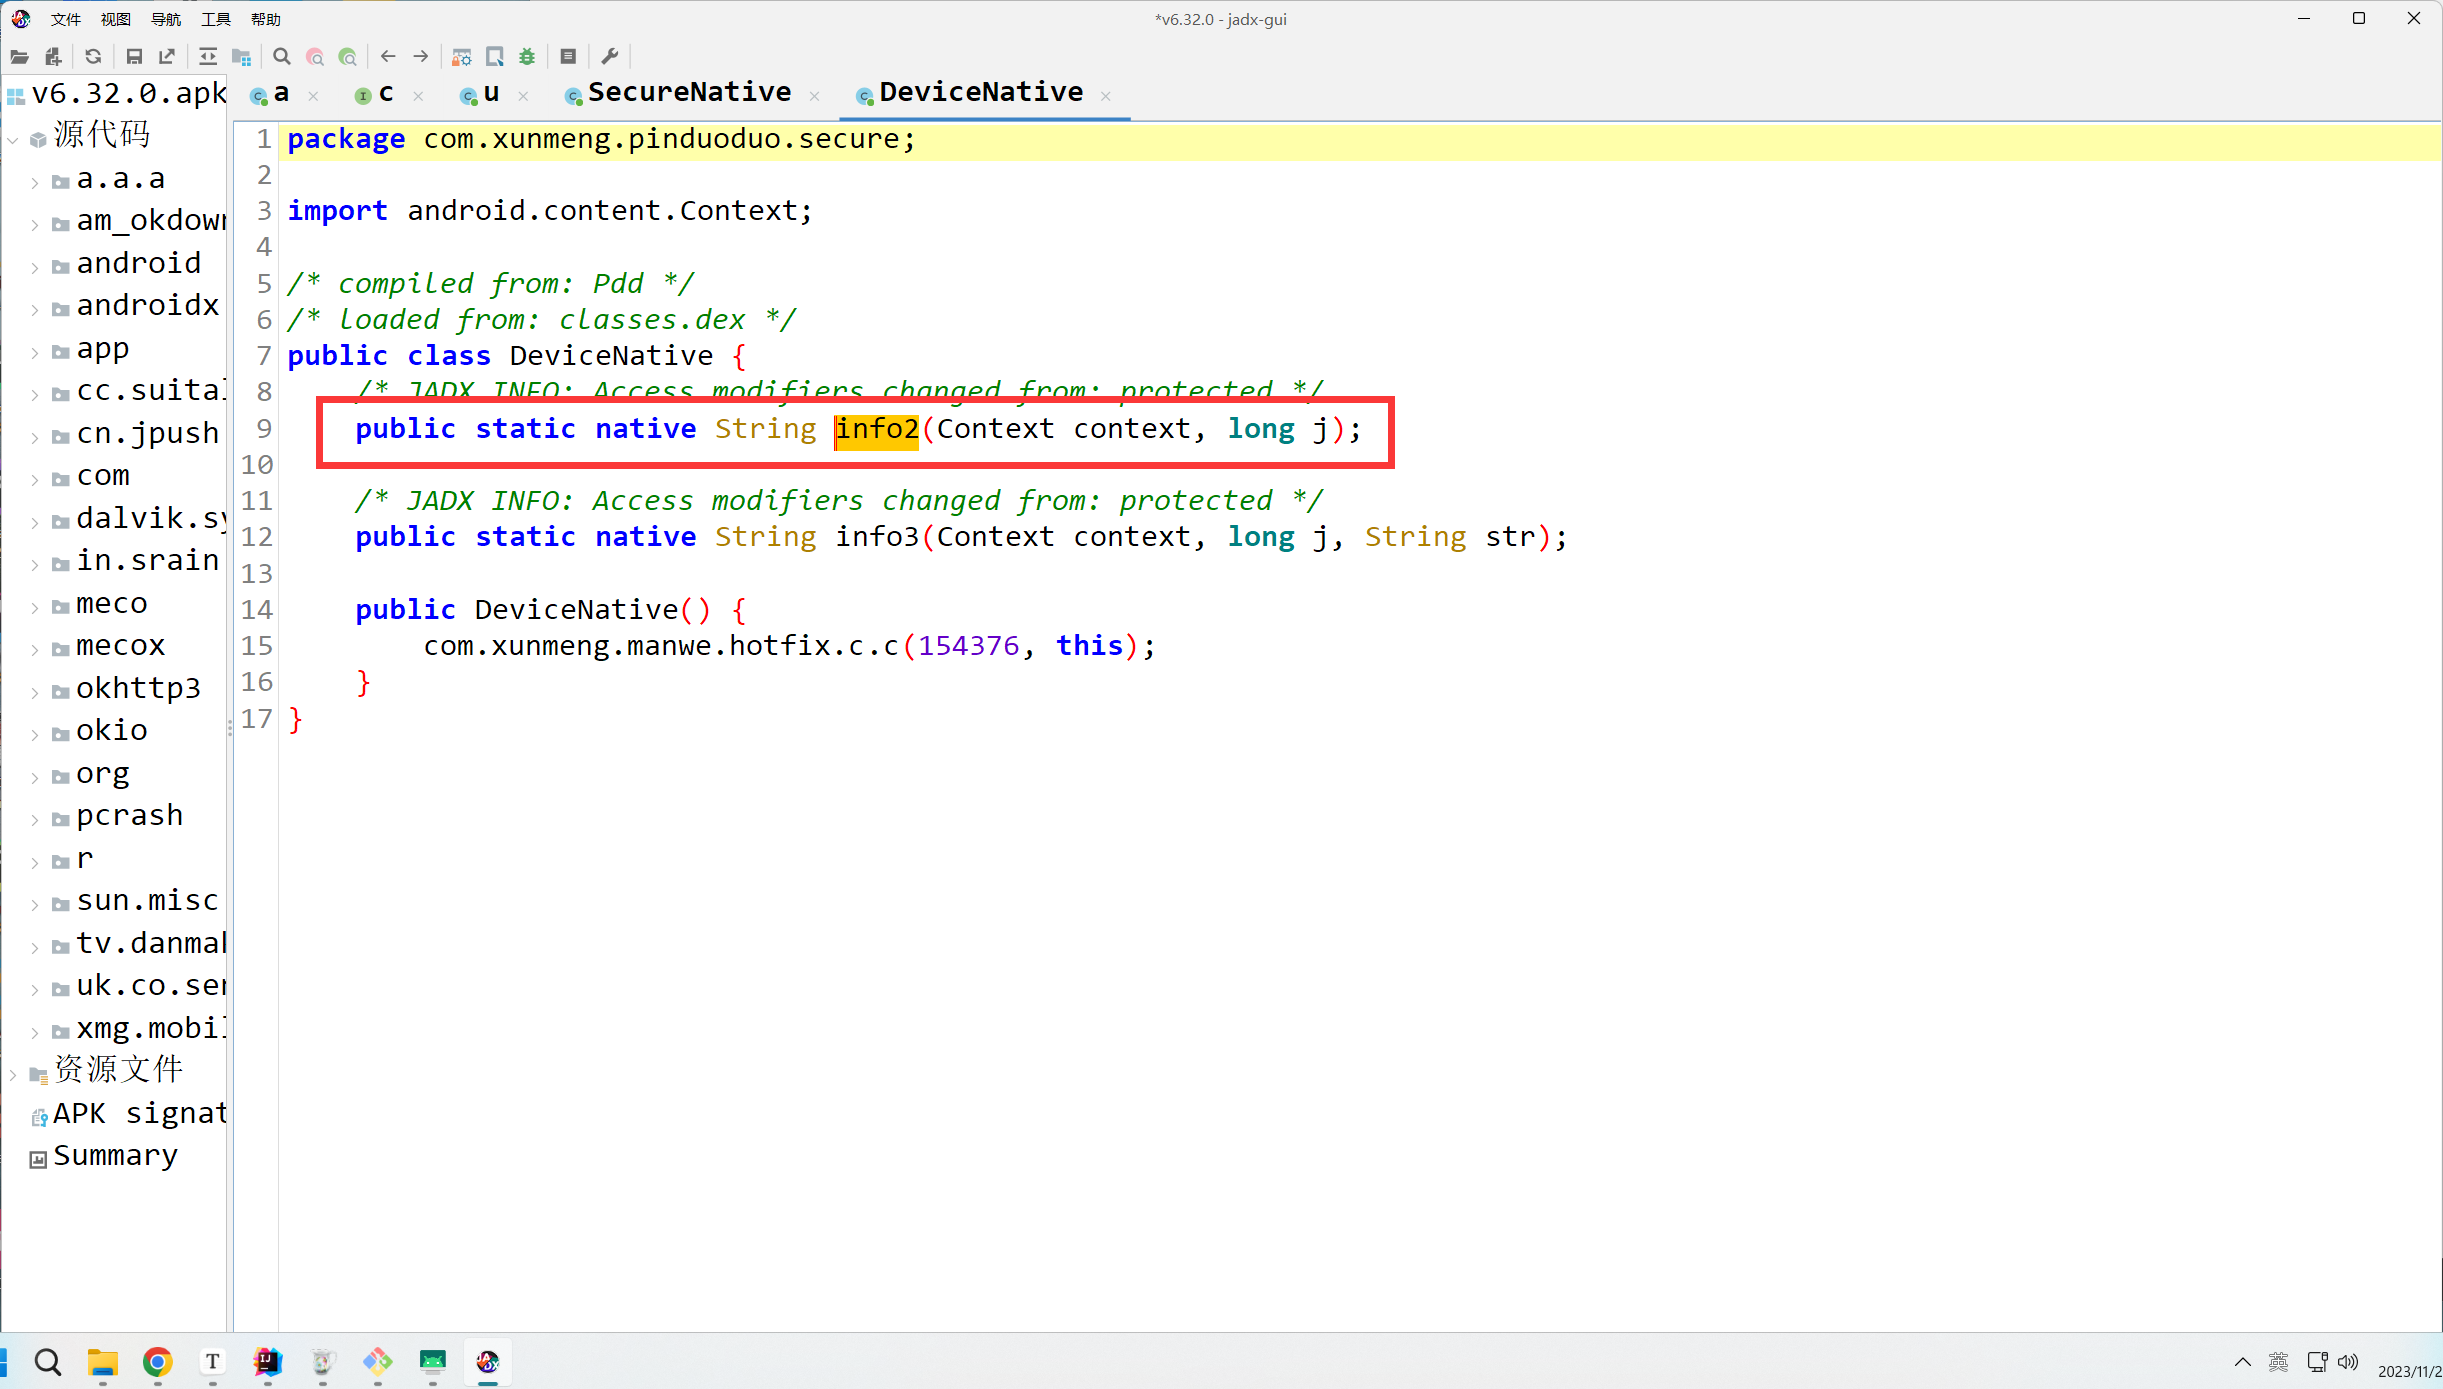 文件 视图 导航 工具 帮助
*v6.32.0 - jadx-gui
v6.32.0.apk
源代码
a.a.a
am_okdown
android
androidx
app
cc.suital
cn.jpush
com
dalvik.sy
in.srain
meco
mecox
okhttp3
okio
org
pcrash
r
sun.misc
tv.danmak
uk.co.sen
xmg.mobil
资源文件
APK signat
Summary
a c u SecureNative DeviceNative
1 package com.xunmeng.pinduoduo.secure;
2
3 import android.content.Context;
4
5 /* compiled from: Pdd */
6 /* loaded from: classes.dex */
7 public class DeviceNative {
8 /* JADX INFO: Access modifiers changed from: protected */
9 public static native String info2(Context context, long j);
10
11 /* JADX INFO: Access modifiers changed from: protected */
12 public static native String info3(Context context, long j, String str);
13
14 public DeviceNative() {
15 com.xunmeng.manwe.hotfix.c.c(154376, this);
16 }
17 }
英
2023/11/2